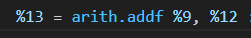 %13 = arith.addf %9, %12 :